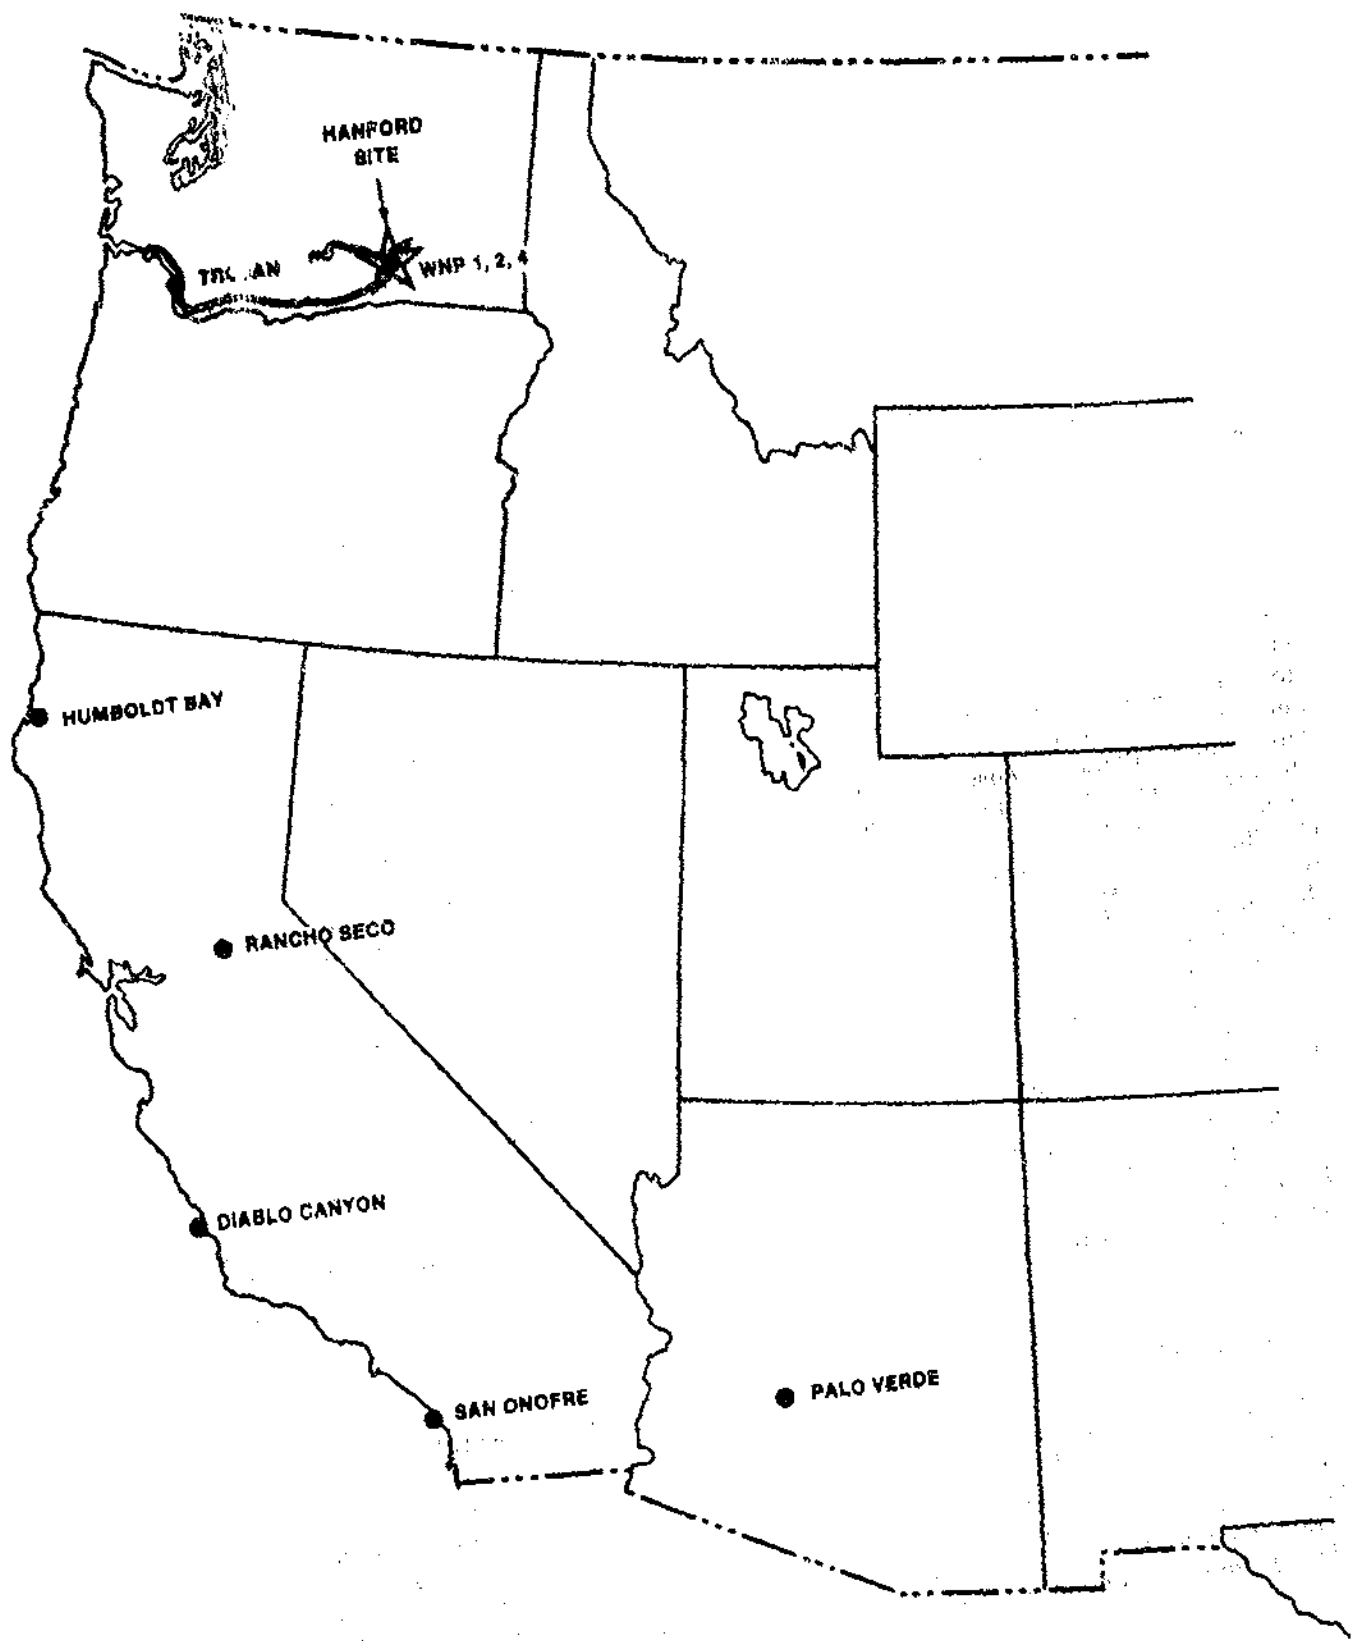 HANFORD
SITE
WNP 1, 2, 4
HUMBOLDT BAY
RANCHO SECO
DIABLO CANYON
SAN ONOFRE
PALO VERDE